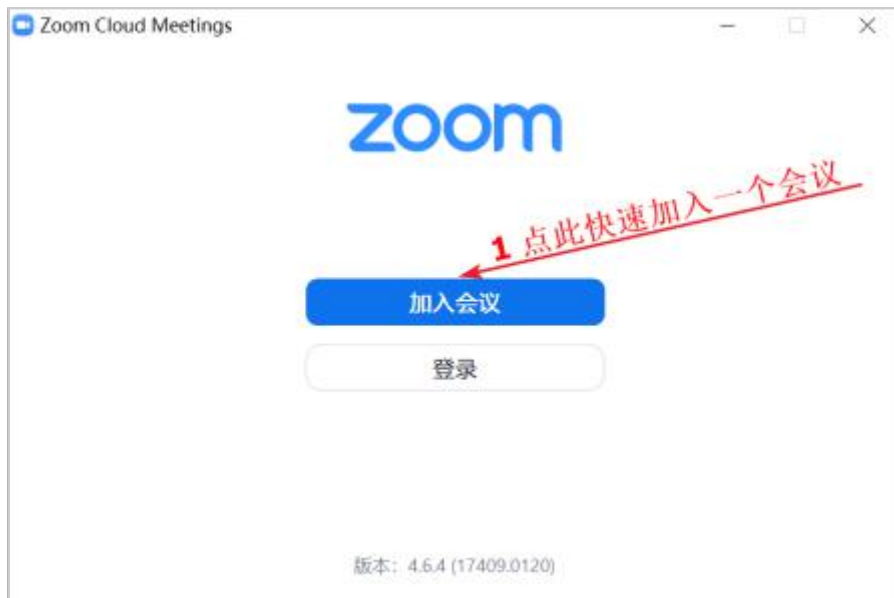 Zoom Cloud Meetings
zoom
1 点此快速加入一个会议
加入会议
登录
版本: 4.6.4 (17409.0120)